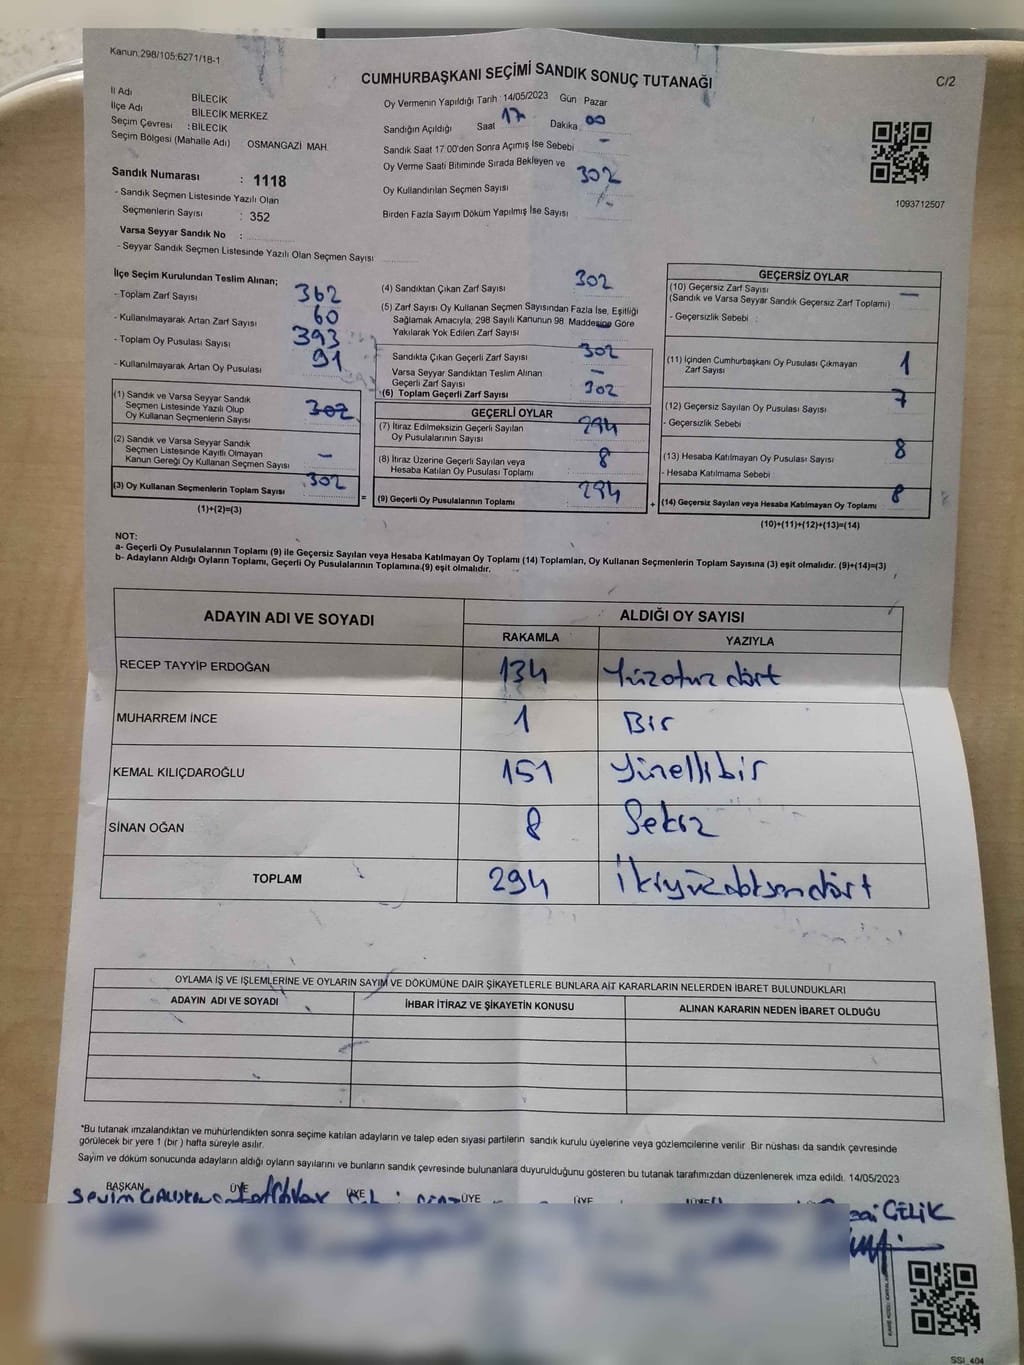 Kanun:298/105;6271/18-1
CUMHURBAŞKANI SEÇİMİ SANDIK SONUÇ TUTANAĞI
C/2
İl Adı BİLECİK
İlçe Adı BİLECİK MERKEZ
Seçim Çevresi :BİLECİK
Seçim Bölgesi (Mahalle Adı) OSMANGAZİ MAH.
Sandık Numarası : 1118
- Sandık Seçmen Listesinde Yazılı Olan
Seçmenlerin Sayısı : 352
Varsa Seyyar Sandık No :
- Seyyar Sandık Seçmen Listesinde Yazılı Olan Seçmen Sayısı
Oy Vermenin Yapıldığı Tarih : 14/05/2023 Gün Pazar
Sandığın Açıldığı Saat 17 Dakika 00
Sandık Saat 17:00'den Sonra Açımış İse Sebebi -
Oy Verme Saati Bitiminde Sırada Bekleyen ve
Oy Kullandırılan Seçmen Sayısı 302
Birden Fazla Sayım Döküm Yapılmış İse Sayısı
1093712507
İlçe Seçim Kurulundan Teslim Alınan;
- Toplam Zarf Sayısı 362
- Kullanılmayarak Artan Zarf Sayısı 60
- Toplam Oy Pusulası Sayısı 393
- Kullanılmayarak Artan Oy Pusulası 91
(1) Sandık ve Varsa Seyyar Sandık
Seçmen Listesinde Yazılı Olup
Oy Kullanan Seçmenlerin Sayısı 302
(2) Sandık ve Varsa Seyyar Sandık
Seçmen Listesinde Kayıtlı Olmayan
Kanun Gereği Oy Kullanan Seçmen Sayısı -
(3) Oy Kullanan Seçmenlerin Toplam Sayısı 302
(1)+(2)=(3)
(4) Sandıktan Çıkan Zarf Sayısı 302
(5) Zarf Sayısı Oy Kullanan Seçmen Sayısından Fazla İse, Eşitliği
Sağlamak Amacıyla, 298 Sayılı Kanunun 98. Maddesine Göre
Yakılarak Yok Edilen Zarf Sayısı
Sandıkta Çıkan Geçerli Zarf Sayısı 302
Varsa Seyyar Sandıktan Teslim Alınan
Geçerli Zarf Sayısı -
(6) Toplam Geçerli Zarf Sayısı 302
GEÇERLİ OYLAR
(7) İtiraz Edilmeksizin Geçerli Sayılan
Oy Pusulalarının Sayısı 294
(8) İtiraz Üzerine Geçerli Sayılan veya
Hesaba Katılan Oy Pusulası Toplamı 8
= (9) Geçerli Oy Pusulalarının Toplamı 294 +
GEÇERSİZ OYLAR
(10) Geçersiz Zarf Sayısı
(Sandık ve Varsa Seyyar Sandık Geçersiz Zarf Toplamı) -
- Geçersizlik Sebebi
(11) İçinden Cumhurbaşkanı Oy Pusulası Çıkmayan
Zarf Sayısı 1
(12) Geçersiz Sayılan Oy Pusulası Sayısı 7
- Geçersizlik Sebebi
(13) Hesaba Katılmayan Oy Pusulası Sayısı 8
- Hesaba Katılmama Sebebi
(14) Geçersiz Sayılan veya Hesaba Katılmayan Oy Toplamı 8
(10)+(11)+(12)+(13)=(14)
NOT:
a- Geçerli Oy Pusulalarının Toplamı (9) ile Geçersiz Sayılan veya Hesaba Katılmayan Oy Toplamı (14) Toplamları, Oy Kullanan Seçmenlerin Toplam Sayısına (3) eşit olmalıdır. (9)+(14)=(3)
b- Adayların Aldığı Oyların Toplamı, Geçerli Oy Pusulalarının Toplamına (9) eşit olmalıdır.
ADAYIN ADI VE SOYADI ALDIĞI OY SAYISI
RAKAMLA YAZIYLA
RECEP TAYYİP ERDOĞAN 134 Yüzotuz dört
MUHARREM İNCE 1 Bir
KEMAL KILIÇDAROĞLU 151 Yünellibir
SİNAN OĞAN 8 Sekiz
TOPLAM 294 İkiyüzdoksandört
OYLAMA İŞ VE İŞLEMLERİNE VE OYLARIN SAYIM VE DÖKÜMÜNE DAİR ŞİKAYETLERLE BUNLARA AİT KARARLARIN NELERDEN İBARET BULUNDUKLARI
ADAYIN ADI VE SOYADI İHBAR İTİRAZ VE ŞİKAYETİN KONUSU ALINAN KARARIN NEDEN İBARET OLDUĞU
*Bu tutanak imzalandıktan ve mühürlendikten sonra seçime katılan adayların ve talep eden siyasi partilerin sandık kurulu üyelerine veya gözlemcilerine verilir. Bir nüshası da sandık çevresinde
görülecek bir yere 1 (bir ) hafta süreyle asılır.
Sayım ve döküm sonucunda adayların aldığı oyların sayılarını ve bunların sandık çevresinde bulunanlara duyurulduğunu gösteren bu tutanak tarafımızdan düzenlenerek imza edildi. 14/05/2023
BAŞKAN ÜYE ÜYE ÜYE ÜYE
Sevim ÇELİK
SSI_404